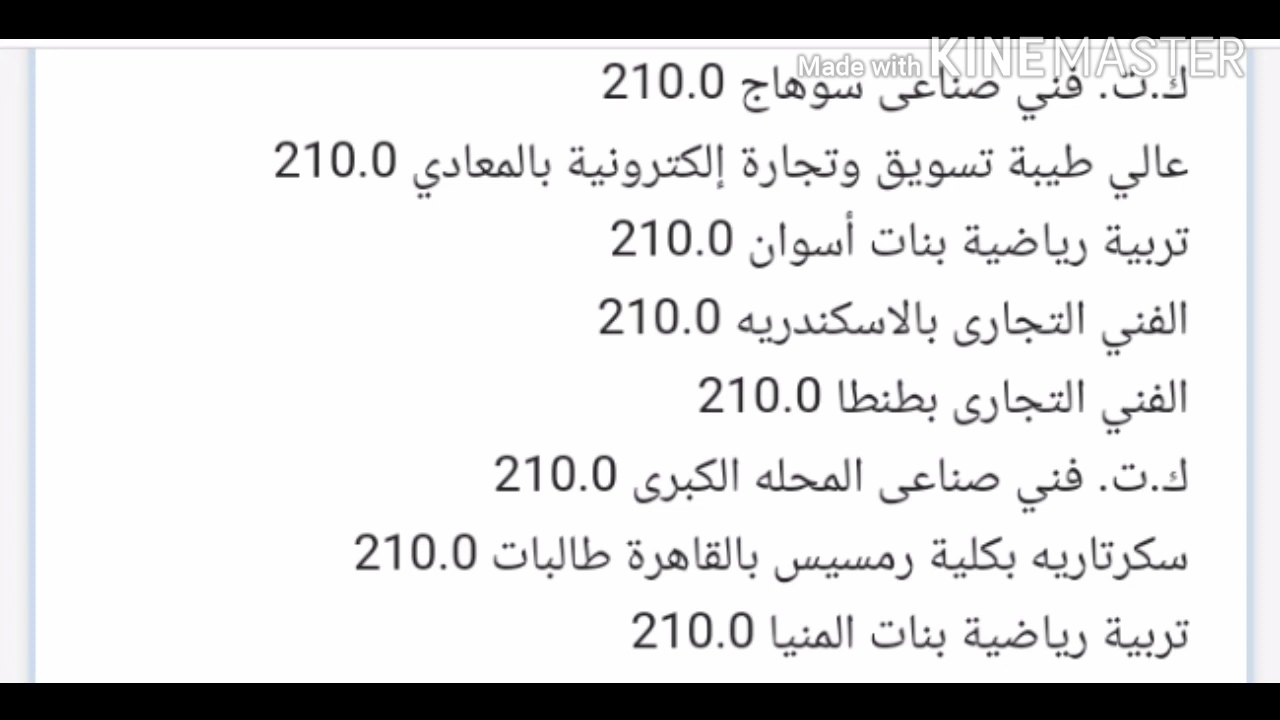 Made with KINEMASTER
ك.ت. فني صناعى سوهاج 210.0
عالي طيبة تسويق وتجارة إلكترونية بالمعادي 210.0
تربية رياضية بنات أسوان 210.0
الفني التجارى بالاسكندريه 210.0
الفني التجارى بطنطا 210.0
ك.ت. فني صناعى المحله الكبرى 210.0
سكرتاريه بكلية رمسيس بالقاهرة طالبات 210.0
تربية رياضية بنات المنيا 210.0